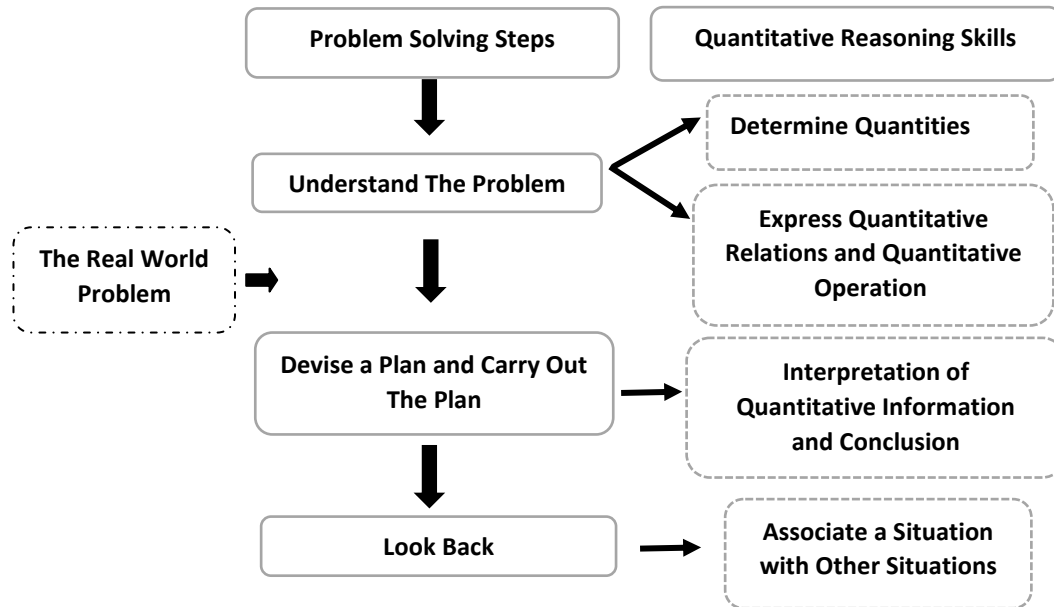 Problem Solving Steps
Quantitative Reasoning Skills
Determine Quantities
Understand The Problem
Express Quantitative
Relations and Quantitative
Operation
The Real World
Problem
Devise a Plan and Carry Out
The Plan
Interpretation of
Quantitative Information
and Conclusion
Look Back
Associate a Situation
with Other Situations